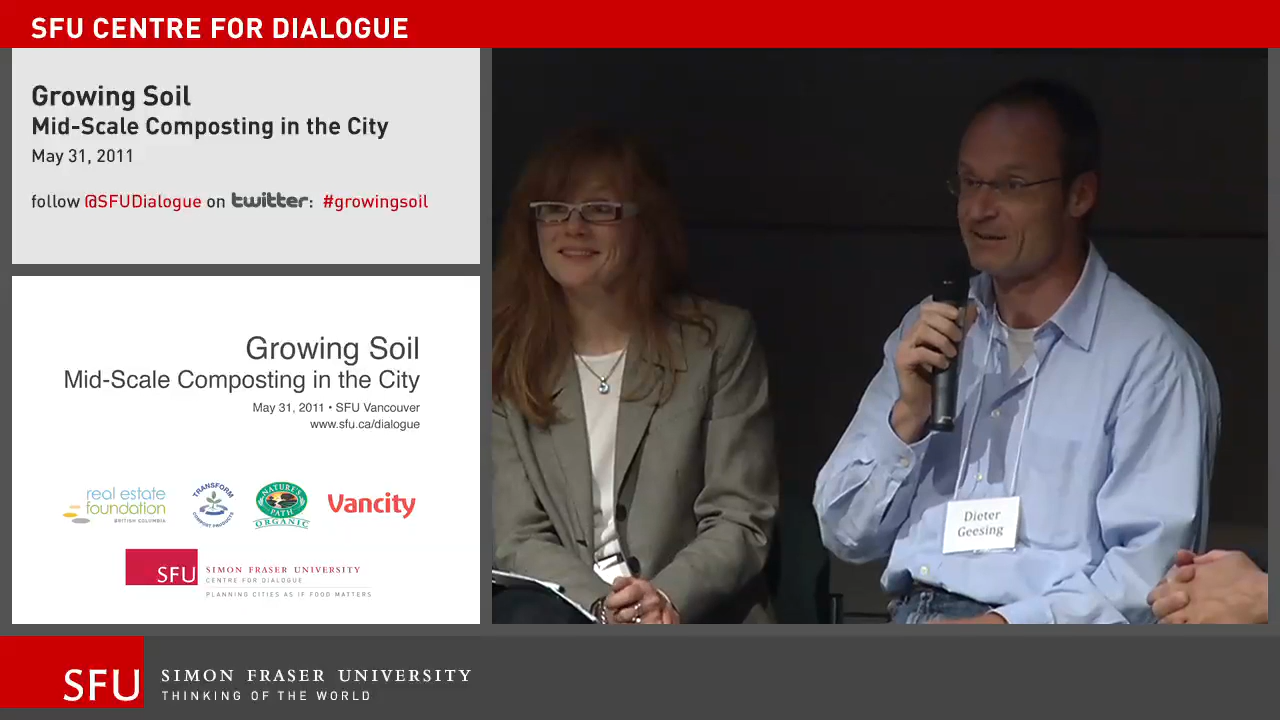 SFU CENTRE FOR DIALOGUE
Growing Soil
Mid-Scale Composting in the City
May 31, 2011
follow @SFUDialogue on twitter: #growingsoil
Growing Soil
Mid-Scale Composting in the City
May 31, 2011 • SFU Vancouver
www.sfu.ca/dialogue
real estate
foundation
BRITISH COLUMBIA
TRANSFORM
COMPOST PRODUCTS
NATURE'S
PATH
ORGANIC
Vancity
SFU
SIMON FRASER UNIVERSITY
CENTRE FOR DIALOGUE
PLANNING CITIES AS IF FOOD MATTERS
Dieter
Geesing
SFU
SIMON FRASER UNIVERSITY
THINKING OF THE WORLD